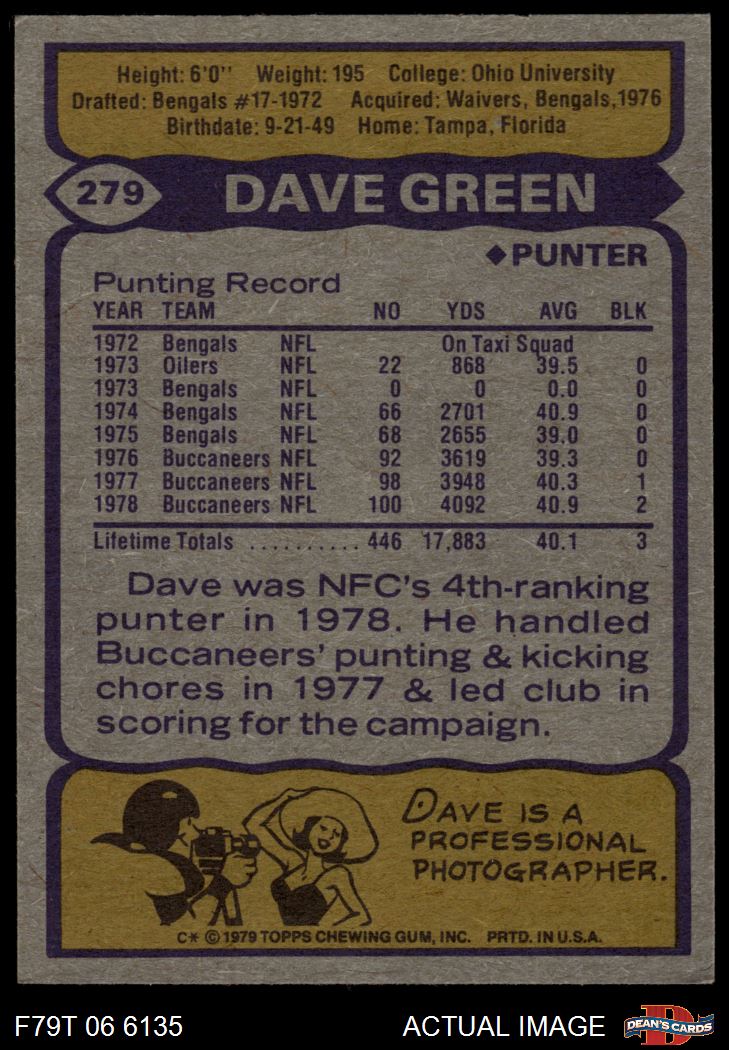 Height: 6'0'' Weight: 195 College: Ohio University
Drafted: Bengals #17-1972 Acquired: Waivers, Bengals, 1976
Birthdate: 9-21-49 Home: Tampa, Florida
279 DAVE GREEN
◆PUNTER
Punting Record
YEAR TEAM NO YDS AVG BLK
1972 Bengals NFL On Taxi Squad
1973 Oilers NFL 22 868 39.5 0
1973 Bengals NFL 0 0 0.0 0
1974 Bengals NFL 66 2701 40.9 0
1975 Bengals NFL 68 2655 39.0 0
1976 Buccaneers NFL 92 3619 39.3 0
1977 Buccaneers NFL 98 3948 40.3 1
1978 Buccaneers NFL 100 4092 40.9 2
Lifetime Totals .......... 446 17,883 40.1 3
Dave was NFC's 4th-ranking
punter in 1978. He handled
Buccaneers' punting & kicking
chores in 1977 & led club in
scoring for the campaign.
DAVE IS A
PROFESSIONAL
PHOTOGRAPHER.
C* © 1979 TOPPS CHEWING GUM, INC. PRTD. IN U.S.A.
F79T 06 6135 ACTUAL IMAGE D DEAN'S CARDS